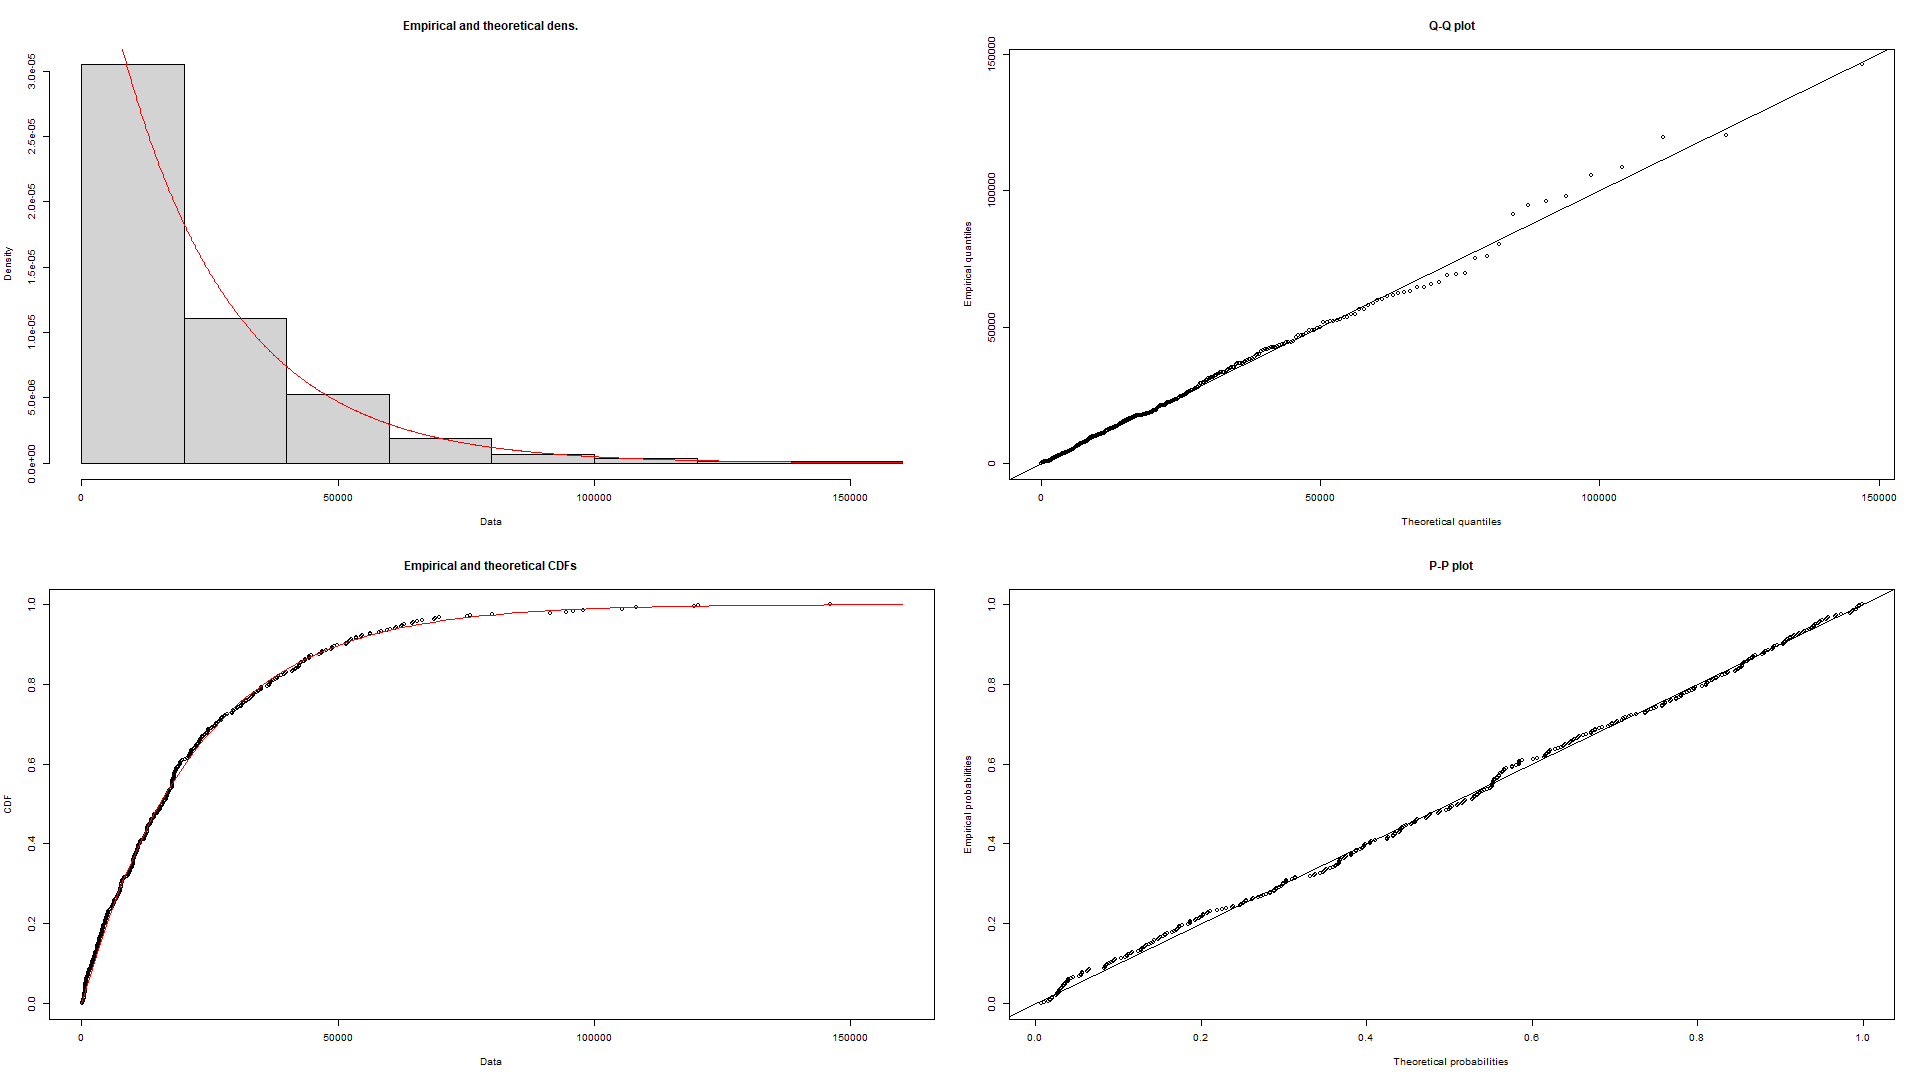 Empirical and theoretical dens.
Density
0.0e+00 5.0e-06 1.0e-05 1.5e-05 2.0e-05 2.5e-05 3.0e-05
0 50000 100000 150000
Data
Q-Q plot
Empirical quantiles
0 50000 100000 150000
0 50000 100000 150000
Theoretical quantiles
Empirical and theoretical CDFs
CDF
0.0 0.2 0.4 0.6 0.8 1.0
0 50000 100000 150000
Data
P-P plot
Empirical probabilities
0.0 0.2 0.4 0.6 0.8 1.0
0.0 0.2 0.4 0.6 0.8 1.0
Theoretical probabilities